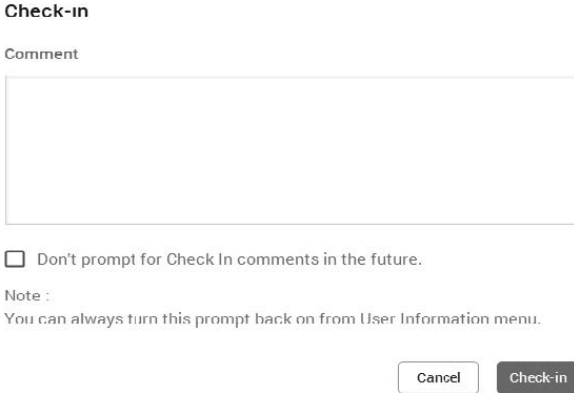 Check-in
Comment
Don't prompt for Check In comments in the future.
Note :
You can always turn this prompt back on from User Information menu.
Cancel Check-in